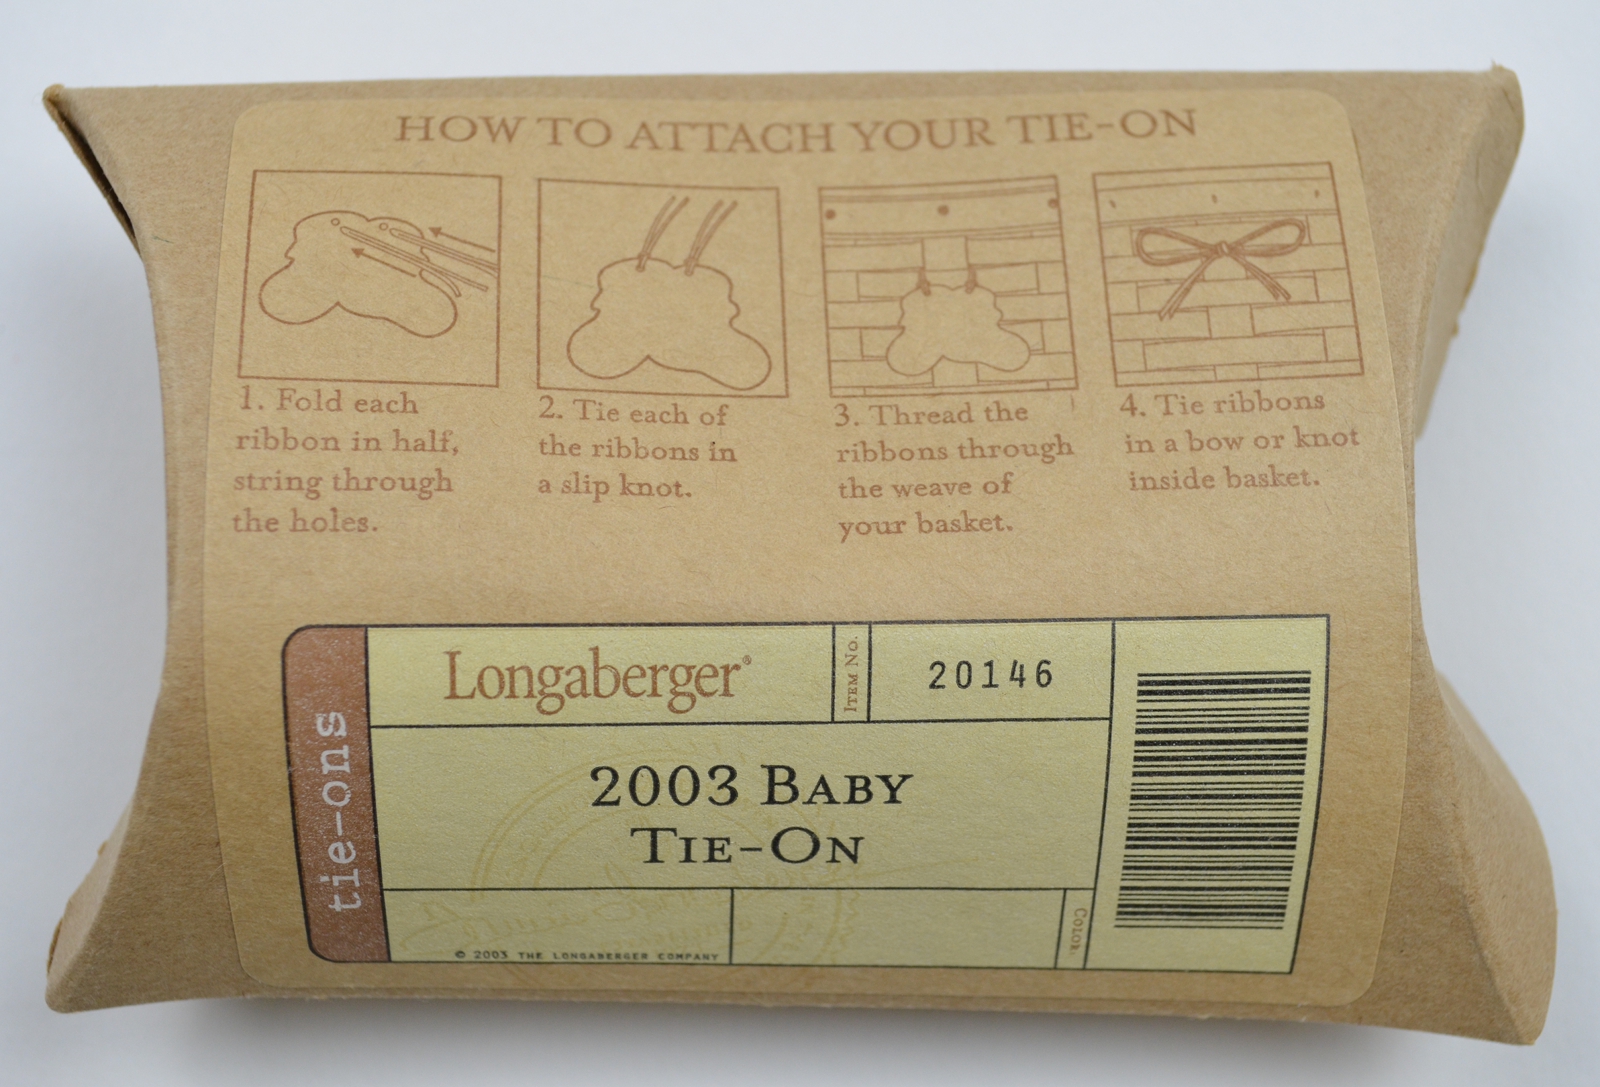 HOW TO ATTACH YOUR TIE-ON
1. Fold each
ribbon in half,
string through
the holes.
2. Tie each of
the ribbons in
a slip knot.
3. Thread the
ribbons through
the weave of
your basket.
4. Tie ribbons
in a bow or knot
inside basket.
tie-ons
Longaberger®
ITEM NO.
20146
2003 BABY
TIE-ON
© 2003 THE LONGABERGER COMPANY
COLOR.